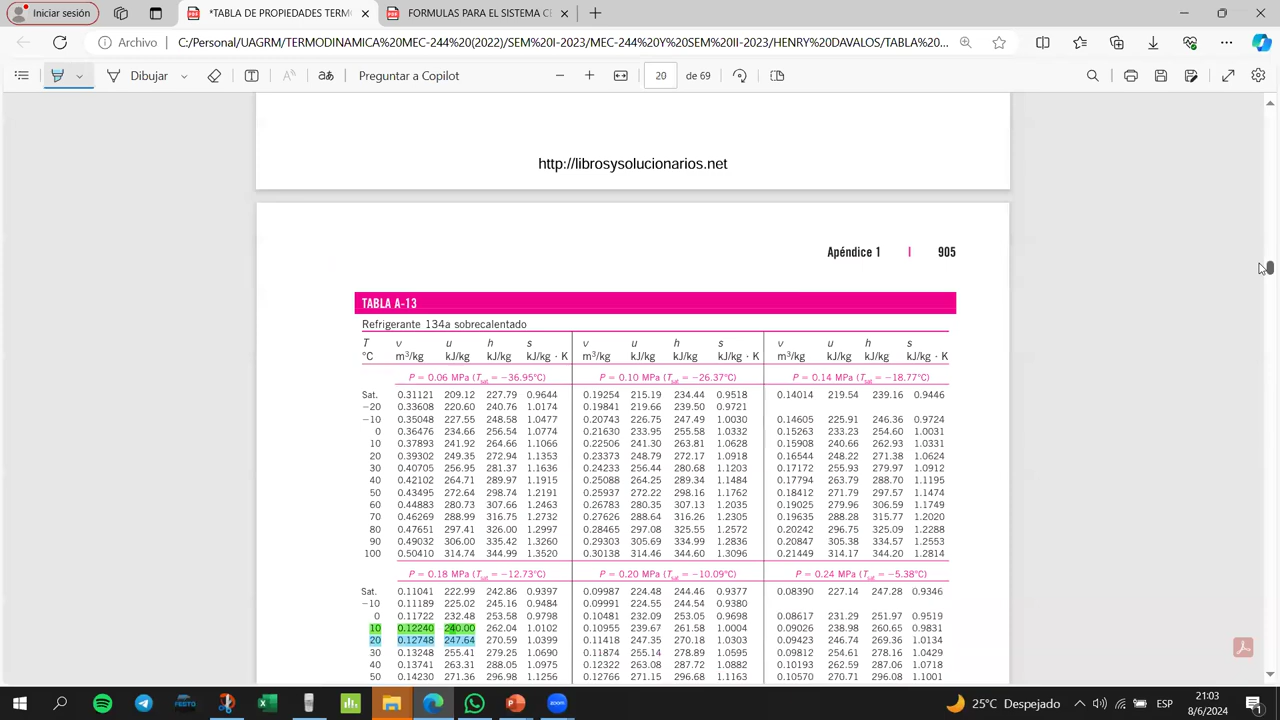 Iniciar sesión
*TABLA DE PROPIEDADES TERM
FORMULAS PARA EL SISTEMA C
Archivo
C:/Personal/UAGRM/TERMODINAMICA%20MEC-244%20(2022)/SEM%20I-2023/MEC-244%20Y%20SEM%20II-2023/HENRY%20DAVALOS/TABLA%20...
Dibujar
Preguntar a Copilot
20
de 69
http://librosysolucionarios.net
Apéndice 1 | 905
TABLA A-13
Refrigerante 134a sobrecalentado
T v u h s v u h s v u h s
°C m³/kg kJ/kg kJ/kg kJ/kg · K m³/kg kJ/kg kJ/kg kJ/kg · K m³/kg kJ/kg kJ/kg kJ/kg · K
P = 0.06 MPa (Tsat = −36.95°C) P = 0.10 MPa (Tsat = −26.37°C) P = 0.14 MPa (Tsat = −18.77°C)
Sat. 0.31121 209.12 227.79 0.9644 0.19254 215.19 234.44 0.9518 0.14014 219.54 239.16 0.9446
−20 0.33608 220.60 240.76 1.0174 0.19841 219.66 239.50 0.9721
−10 0.35048 227.55 248.58 1.0477 0.20743 226.75 247.49 1.0030 0.14605 225.91 246.36 0.9724
0.36476 234.66 256.54 1.0774 0.21630 233.95 255.58 1.0332 0.15263 233.23 254.60 1.0031
10 0.37893 241.92 264.66 1.1066 0.22506 241.30 263.81 1.0628 0.15908 240.66 262.93 1.0331
20 0.39302 249.35 272.94 1.1353 0.23373 248.79 272.17 1.0918 0.16544 248.22 271.38 1.0624
30 0.40705 256.95 281.37 1.1636 0.24233 256.44 280.68 1.1203 0.17172 255.93 279.97 1.0912
40 0.42102 264.71 289.97 1.1915 0.25088 264.25 289.34 1.1484 0.17794 263.79 288.70 1.1195
50 0.43495 272.64 298.74 1.2191 0.25937 272.22 298.16 1.1762 0.18412 271.79 297.57 1.1474
60 0.44883 280.73 307.66 1.2463 0.26783 280.35 307.13 1.2035 0.19025 279.96 306.59 1.1749
70 0.46269 288.99 316.75 1.2732 0.27626 288.64 316.26 1.2305 0.19635 288.28 315.77 1.2020
80 0.47651 297.41 326.00 1.2997 0.28465 297.08 325.55 1.2572 0.20242 296.75 325.09 1.2288
90 0.49032 306.00 335.42 1.3260 0.29303 305.69 334.99 1.2836 0.20847 305.38 334.57 1.2553
100 0.50410 314.74 344.99 1.3520 0.30138 314.46 344.60 1.3096 0.21449 314.17 344.20 1.2814
P = 0.18 MPa (Tsat = −12.73°C) P = 0.20 MPa (Tsat = −10.09°C) P = 0.24 MPa (Tsat = −5.38°C)
Sat. 0.11041 222.99 242.86 0.9397 0.09987 224.48 244.46 0.9377 0.08390 227.14 247.28 0.9346
−10 0.11189 225.02 245.16 0.9484 0.09991 224.55 244.54 0.9380
0 0.11722 232.48 253.58 0.9798 0.10481 232.09 253.05 0.9698 0.08617 231.29 251.97 0.9519
10 0.12240 240.00 262.04 1.0102 0.10955 239.67 261.58 1.0004 0.09026 238.98 260.65 0.9831
20 0.12748 247.64 270.59 1.0399 0.11418 247.35 270.18 1.0303 0.09423 246.74 269.36 1.0134
30 0.13248 255.41 279.25 1.0690 0.11874 255.14 278.89 1.0595 0.09812 254.61 278.16 1.0429
40 0.13741 263.31 288.05 1.0975 0.12322 263.08 287.72 1.0882 0.10193 262.59 287.06 1.0718
50 0.14230 271.36 296.98 1.1256 0.12766 271.15 296.68 1.1163 0.10570 270.71 296.08 1.1001
25°C Despejado
ESP
21:03
8/6/2024